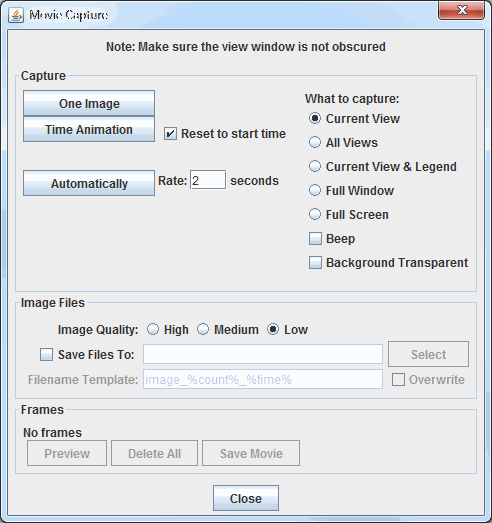 Movie Capture
Note: Make sure the view window is not obscured
Capture
One Image
Time Animation
Reset to start time
Automatically
Rate: 2 seconds
What to capture:
Current View
All Views
Current View & Legend
Full Window
Full Screen
Beep
Background Transparent
Image Files
Image Quality: High Medium Low
Save Files To: Select
Filename Template: image_%count%_%time% Overwrite
Frames
No frames
Preview Delete All Save Movie
Close